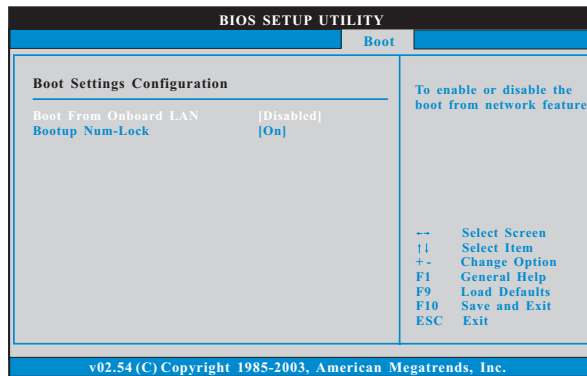 BIOS SETUP UTILITY
Boot
Boot Settings Configuration
Boot From Onboard LAN [Disabled]
Bootup Num-Lock [On]
To enable or disable the
boot from network feature
←→ Select Screen
↑↓ Select Item
+ - Change Option
F1 General Help
F9 Load Defaults
F10 Save and Exit
ESC Exit
v02.54 (C) Copyright 1985-2003, American Megatrends, Inc.